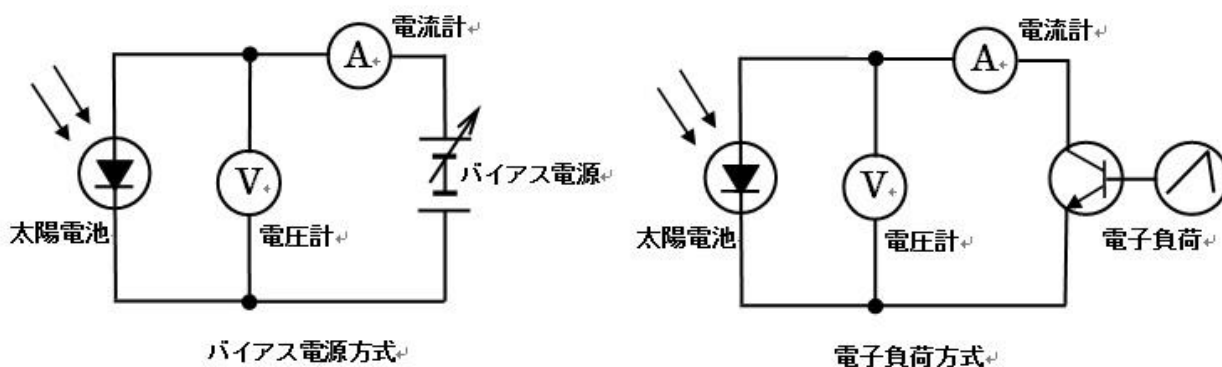 電流計↵
A↵
V↵
バイアス電源↵
太陽電池↵
電圧計↵
バイアス電源方式↵
電流計↵
A↵
V↵
太陽電池↵
電圧計↵
電子負荷↵
電子負荷方式↵